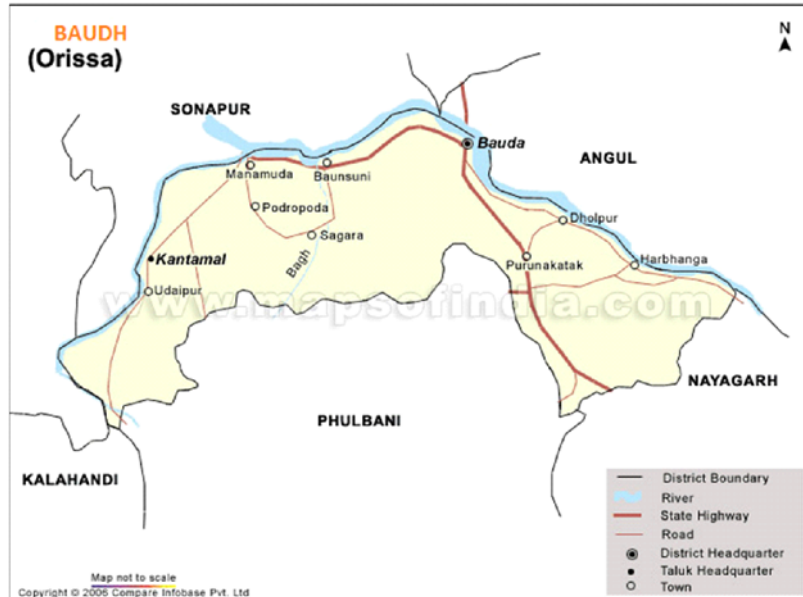 BAUDH
(Orissa)
N
SONAPUR
Bauda
ANGUL
Manamuda
Baunsuni
Podropoda
Dholpur
Sagara
Kantamal
Bagh
Purunakatak
Harbhanga
Udaipur
www.mapsofindia.com
NAYAGARH
PHULBANI
KALAHANDI
District Boundary
River
State Highway
Road
District Headquarter
Taluk Headquarter
Town
Map not to scale
Copyright © 2006 Compare Infobase Pvt. Ltd